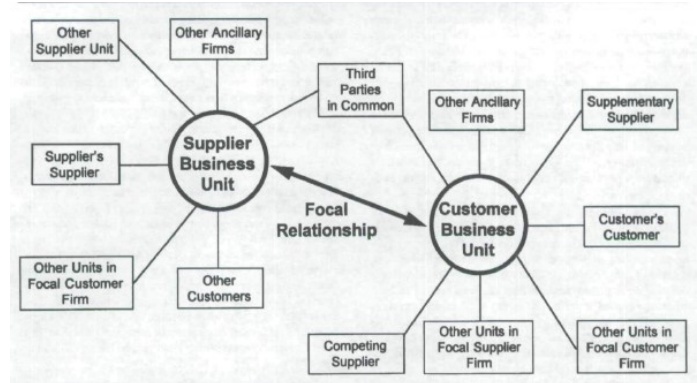 Other
Supplier Unit
Other Ancillary
Firms
Third
Parties
in Common
Other Ancillary
Firms
Supplementary
Supplier
Supplier's
Supplier
Supplier
Business
Unit
Focal
Relationship
Customer
Business
Unit
Customer's
Customer
Other Units in
Focal Customer
Firm
Other
Customers
Competing
Supplier
Other Units in
Focal Supplier
Firm
Other Units in
Focal Customer
Firm